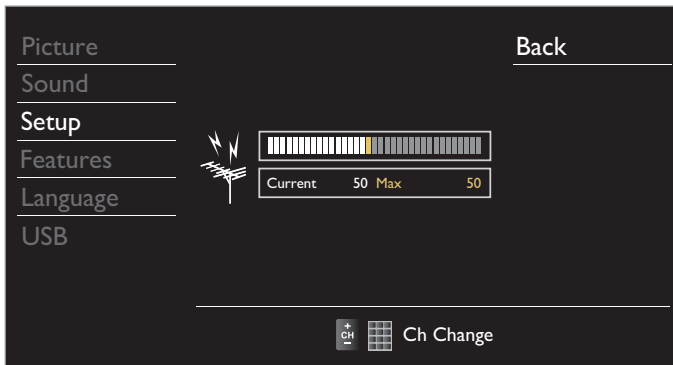 Picture
Sound
Setup
Features
Language
USB
Back
Current 50 Max 50
+
CH
−
Ch Change